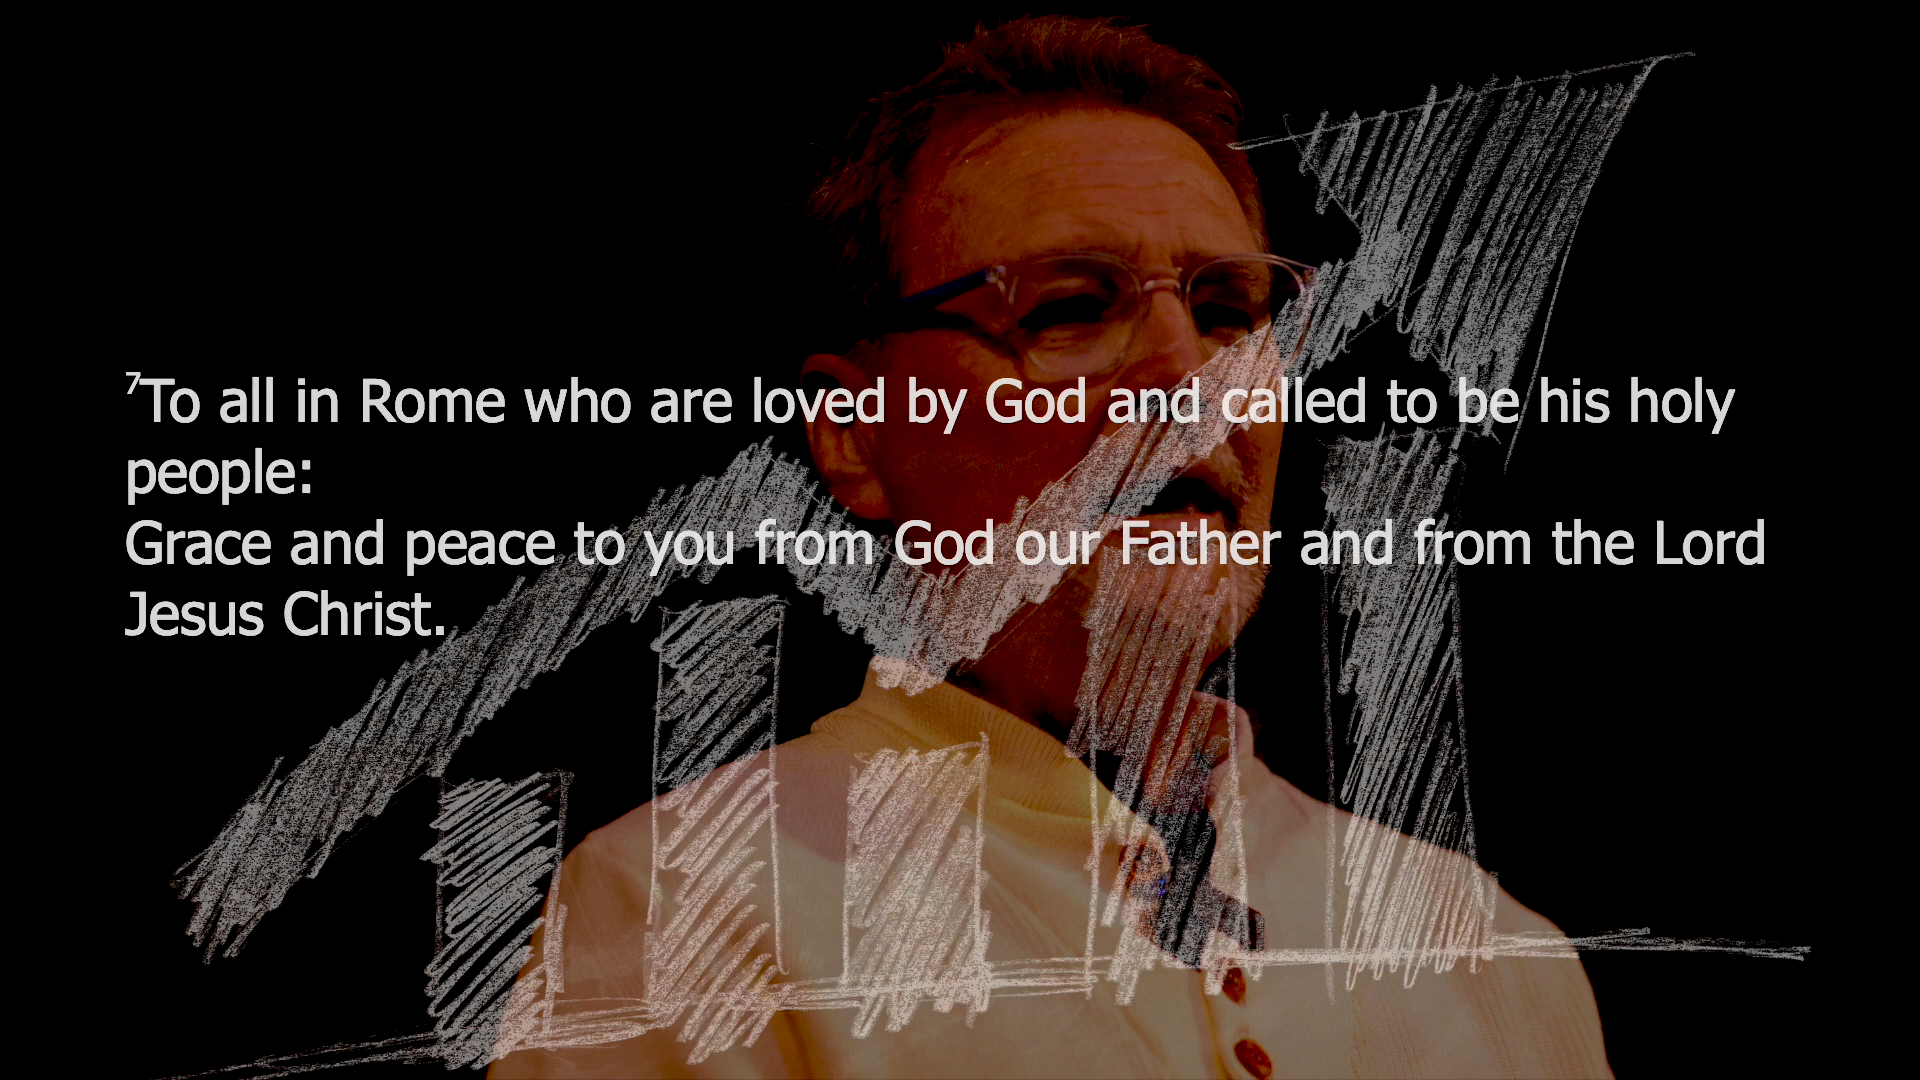 ⁷To all in Rome who are loved by God and called to be his holy
people:
Grace and peace to you from God our Father and from the Lord
Jesus Christ.